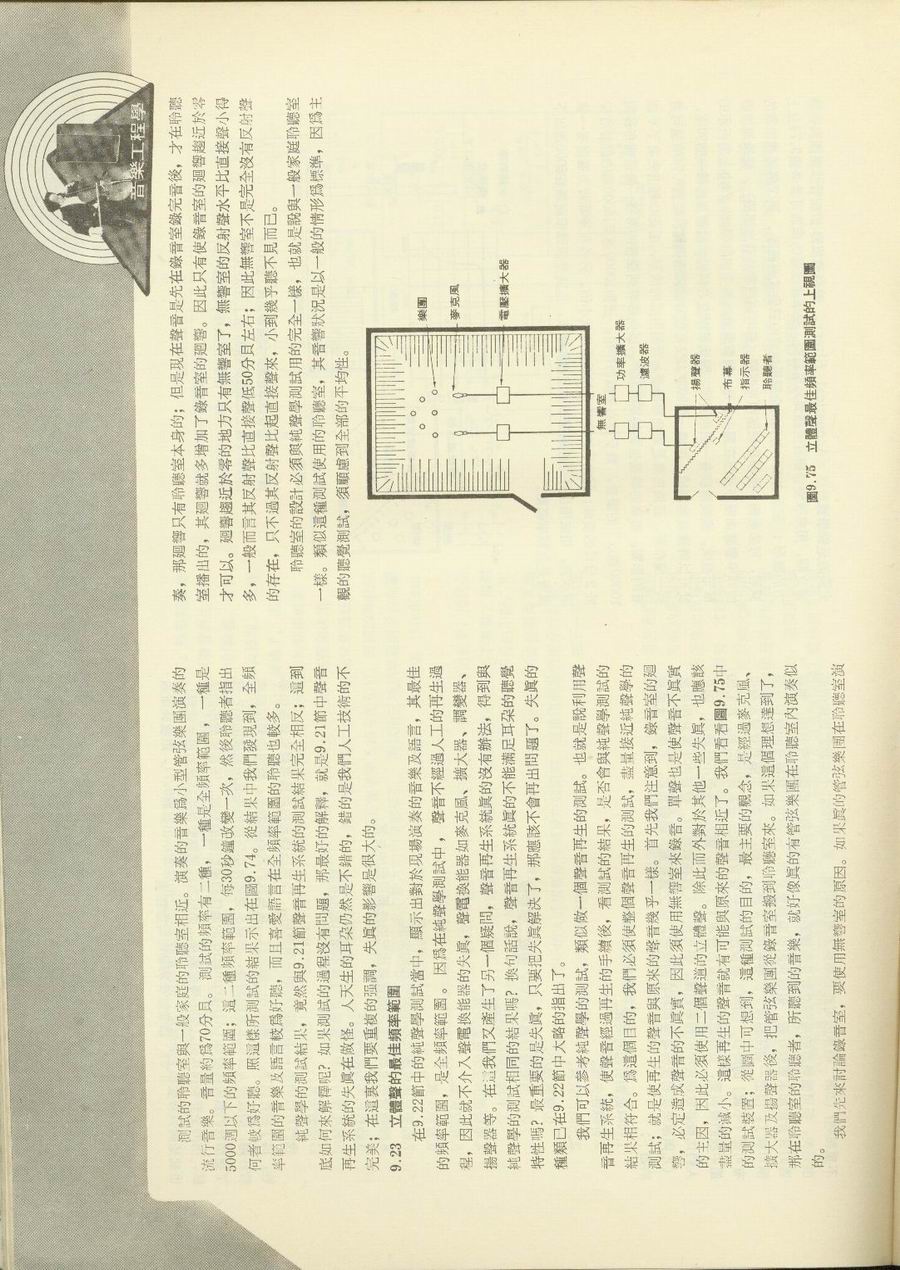 音樂工程學
測試的聆聽室與一般家庭的聆聽室相近。演奏的音樂爲小型管弦樂團演奏的
流行音樂。音量約爲70分貝。測試的頻率有二種，一種是全頻率範圍，一種是
5000週以下的頻率範圍；這二種頻率範圍，每30秒鐘改變一次，然後聆聽者指出
何者較爲好聽。照這樣所測試的結果示出在圖9.74。從結果中我們發現到，全頻
率範圍的音樂及語言較爲好聽，而且喜愛語言在全頻率範圍的聆聽也較多。
純聲學的測試結果，竟然與9.21節聲音再生系統的測試結果完全相反；這到
底如何來解釋呢？如果測試的過程沒有問題，那最好的解釋，就是9.21節中聲音
再生系統的失眞在做怪。人天生的耳朶仍然是不錯的，錯的是我們人工技術的不
完美；在這裏我們要重複的强調，失眞的影響是很大的。
9.23 立體聲的最佳頻率範圍
在9.22節中的純聲學測試當中，顯示出對於現場演奏的音樂及語言，其最佳
的頻率範圍，是全頻率範圍。因爲在純聲學測試中，聲音不經過人工的再生過
程，因此就不介入聲電換能器的失眞，聲電換能器如麥克風、擴大器、調變器、
揚聲器等。在這我們又產生了另一個疑問，聲音再生系統眞的沒有辦法，得到與
純聲學的測試相同的結果嗎？換句話說，聲音再生系統眞的不能滿足耳朶的聽覺
特性嗎？最重要的是失眞，只要把失眞解決了，那應該不會再出問題了。失眞的
種類已在9.22節中大略的指出了。
我們可以參考純聲學的測試，類似做一個聲音再生的測試。也就是說利用聲
音再生系統，使聲音經過再生的手續後，看測試的結果，是否會與純聲學測試的
結果相符合。爲這個目的，我們必須使整個聲音再生的測試，盡量接近純聲學的
測試；就是使再生的聲音與原來的聲音幾乎一樣。首先我們注意到，錄音室的廻
響，必定造成聲音的不眞實，因此必須使用無響室來錄音。單聲也是使聲音不眞實
的主因，因此必須使用二個聲道的立體聲。除此而外對於其他一些失眞，也應該
盡量的減小。這樣再生的聲音就有可能與原來的聲音相近了。我們看看圖9.75中
的測試裝置；從圖中可想到，這種測試的目的，最主要的觀念，是經過麥克風、
擴大器及揚聲器後，把管弦樂團從錄音室搬到聆聽室來。如果這個理想達到了，
那在聆聽室的聆聽者，所聽到的音樂，就好像眞的有管弦樂團在聆聽室內演奏似
的。
我們先來討論錄音室，要使用無響室的原因。如果眞的管弦樂團在聆聽室演
奏，那廻響只有聆聽室本身的；但是現在聲音是先在錄音室錄完音後，才在聆聽
室播出的，其廻響就多增加了錄音室的廻響。因此只有使錄音室的廻響趨近於零
才可以。廻響趨近於零的地方只有無響室了，無響室的反射聲水平比直接聲小得
多，一般而言其反射聲比直接聲低50分貝左右；因此無響室不是完全沒有反射聲
的存在，只不過其反射聲比起直接聲來，小到幾乎聽不見而已。
聆聽室的設計必須與純聲學測試用的完全一樣，也就是說與一般家庭聆聽室
一樣。類似這種測試使用的聆聽室，其音響狀況是以一般的情形爲標準，因爲主
觀的聽覺測試，須顧慮到全部的平均性。
樂團
麥克風
電壓擴大器
無響室
功率擴大器
濾波器
揚聲器
布幕
指示器
聆聽者
圖9.75 立體聲最佳頻率範圍測試的上視圖